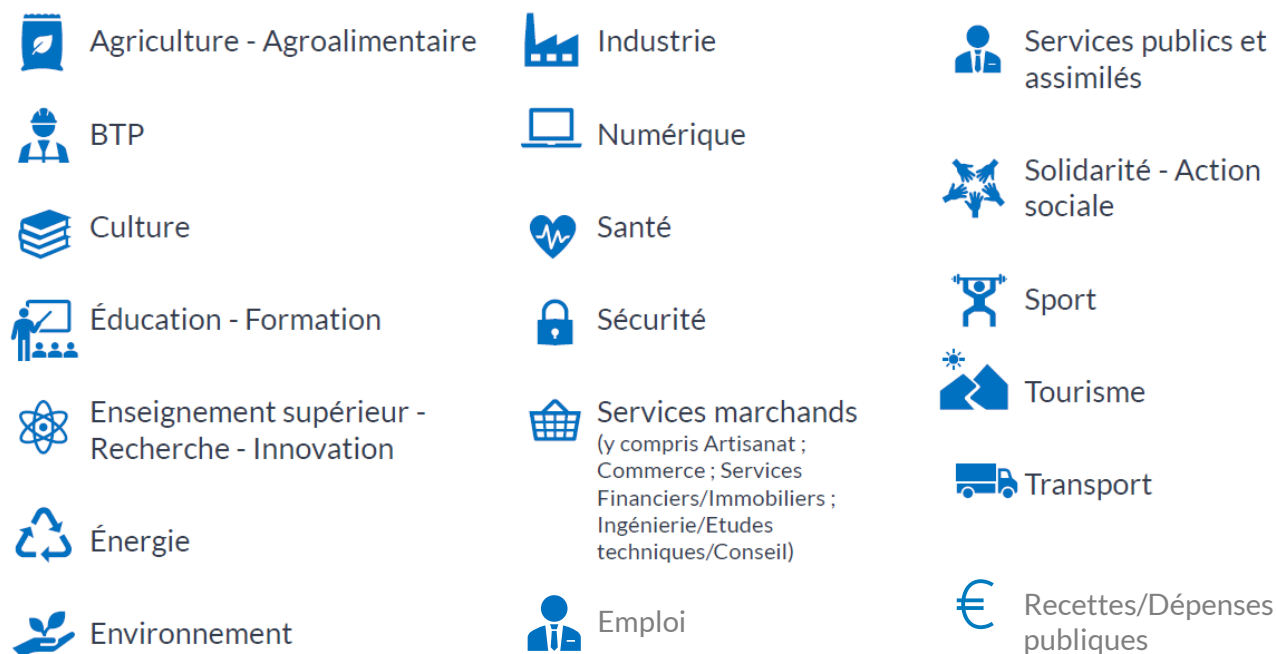 Agriculture - Agroalimentaire
BTP
Culture
Éducation - Formation
Enseignement supérieur -
Recherche - Innovation
Énergie
Environnement
Industrie
Numérique
Santé
Sécurité
Services marchands
(y compris Artisanat ;
Commerce ; Services
Financiers/Immobiliers ;
Ingénierie/Etudes
techniques/Conseil)
Emploi
Services publics et
assimilés
Solidarité - Action
sociale
Sport
Tourisme
Transport
€
Recettes/Dépenses
publiques